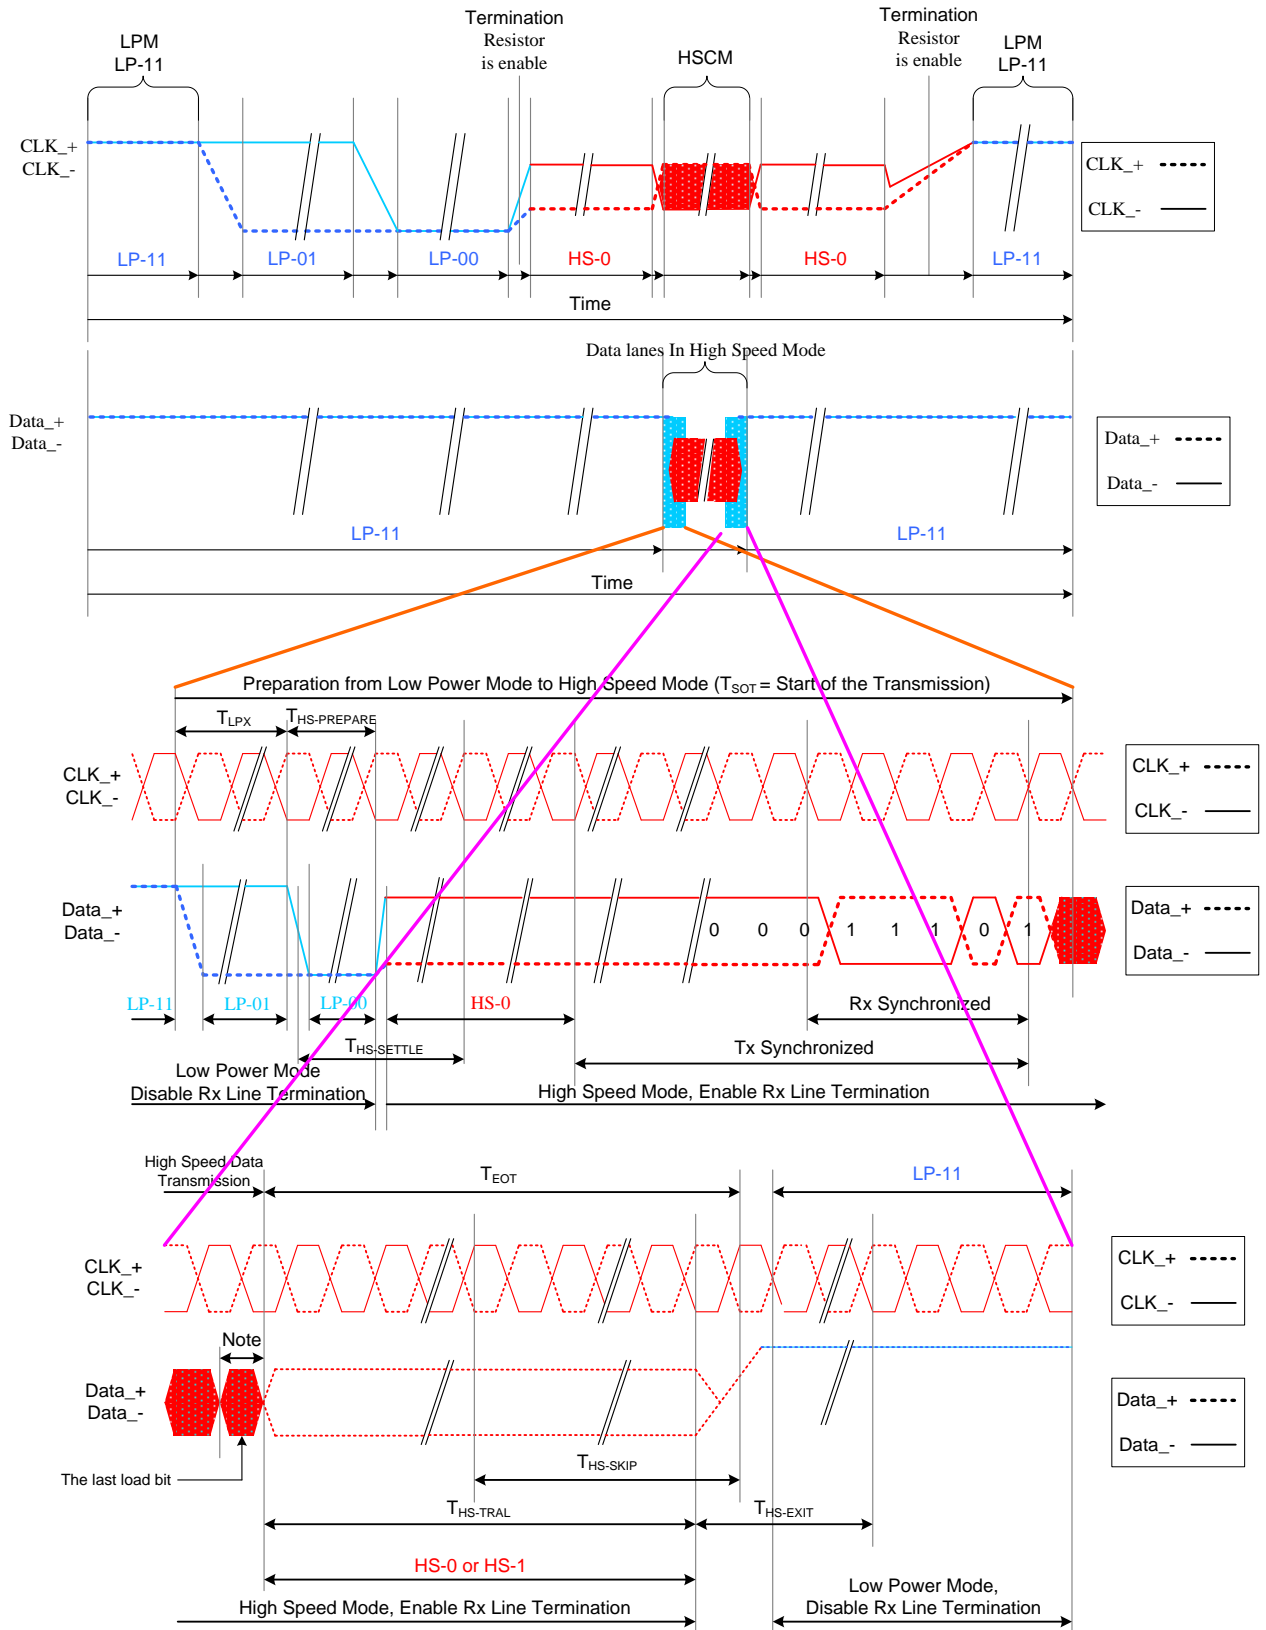 LPM
LP-11
Termination
Resistor
is enable
HSCM
Termination
Resistor
is enable
LPM
LP-11
CLK_+
CLK_-
CLK_+
CLK_-
LP-11
LP-01
LP-00
HS-0
HS-0
LP-11
Time
Data lanes In High Speed Mode
Data_+
Data_-
Data_+
Data_-
LP-11
LP-11
Time
Preparation from Low Power Mode to High Speed Mode (TSOT = Start of the Transmission)
TLPX
THS-PREPARE
CLK_+
CLK_-
CLK_+
CLK_-
Data_+
Data_-
0 0 0 1 1 1 0 1
Data_+
Data_-
LP-11
LP-01
LP-00
HS-0
Rx Synchronized
THS-SETTLE
Tx Synchronized
Low Power Mode
Disable Rx Line Termination
High Speed Mode, Enable Rx Line Termination
High Speed Data
Transmission
TEOT
LP-11
CLK_+
CLK_-
CLK_+
CLK_-
Note
Data_+
Data_-
Data_+
Data_-
The last load bit
THS-SKIP
THS-TRAL
THS-EXIT
HS-0 or HS-1
High Speed Mode, Enable Rx Line Termination
Low Power Mode,
Disable Rx Line Termination